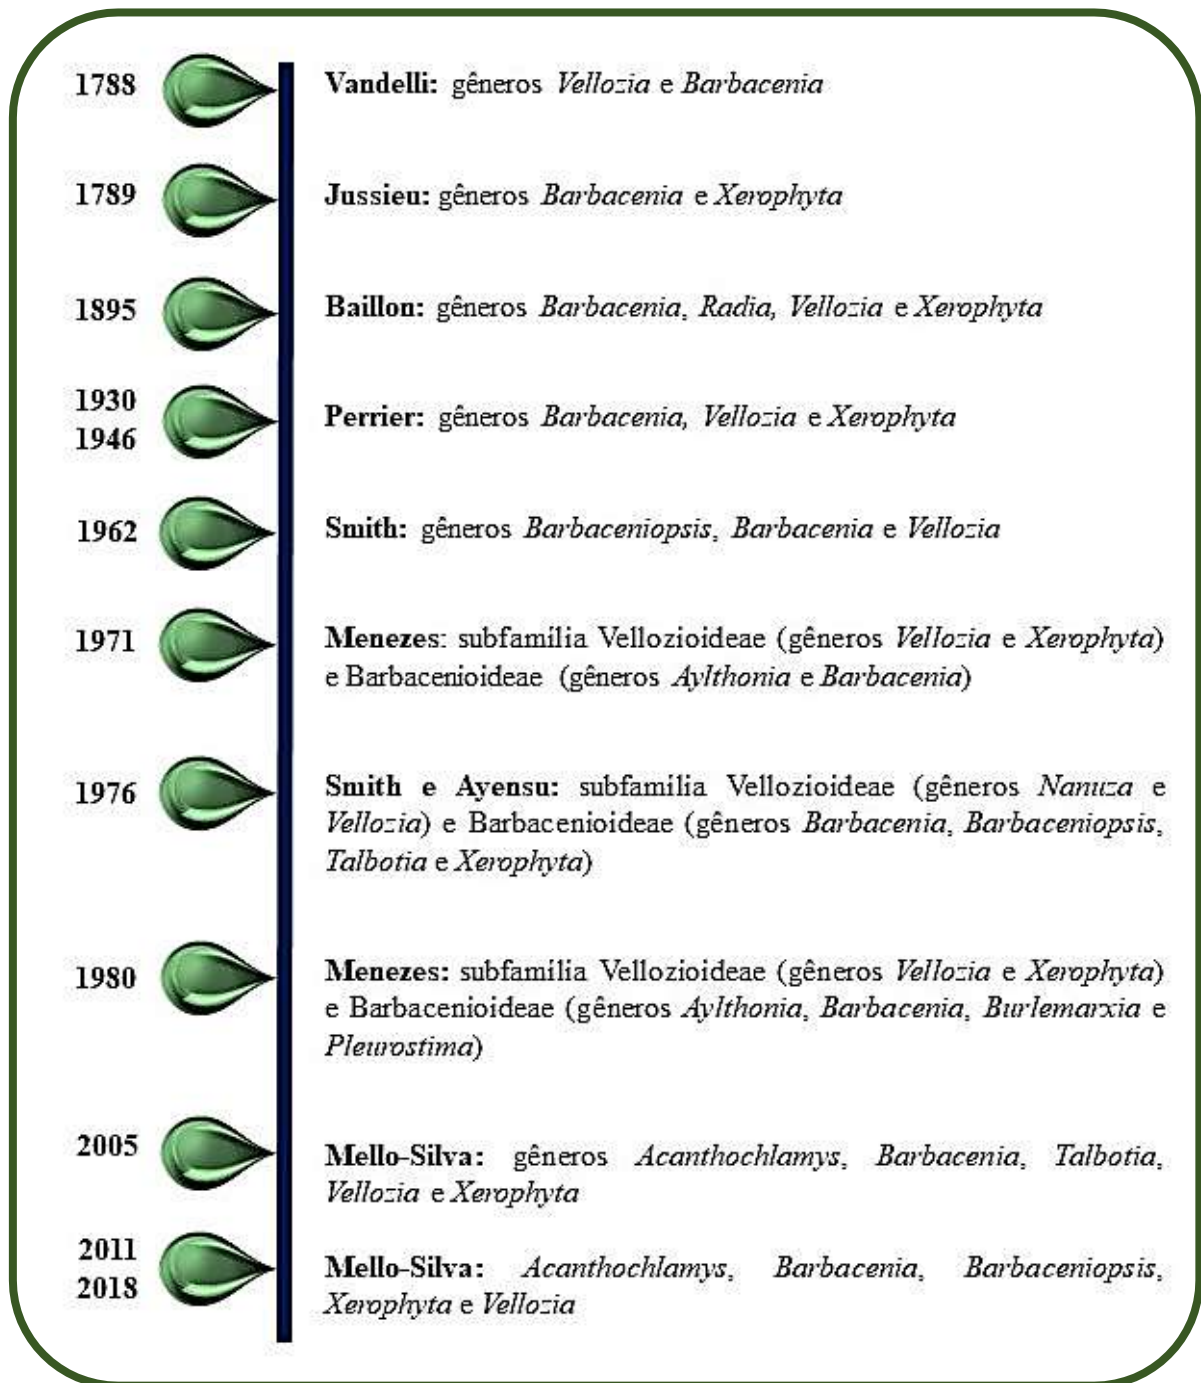 1788 Vandelli: gêneros Vellozia e Barbacenia
1789 Jussieu: gêneros Barbacenia e Xerophyta
1895 Baillon: gêneros Barbacenia, Radia, Vellozia e Xerophyta
1930
1946
Perrier: gêneros Barbacenia, Vellozia e Xerophyta
1962 Smith: gêneros Barbaceniopsis, Barbacenia e Vellozia
1971 Menezes: subfamília Vellozioideae (gêneros Vellozia e Xerophyta)
e Barbacenioideae (gêneros Aylthonia e Barbacenia)
1976 Smith e Ayensu: subfamília Vellozioideae (gêneros Nanuza e
Vellozia) e Barbacenioideae (gêneros Barbacenia, Barbaceniopsis,
Talbotia e Xerophyta)
1980 Menezes: subfamília Vellozioideae (gêneros Vellozia e Xerophyta)
e Barbacenioideae (gêneros Aylthonia, Barbacenia, Burlemarxia e
Pleurostima)
2005 Mello-Silva: gêneros Acanthochlamys, Barbacenia, Talbotia,
Vellozia e Xerophyta
2011
2018
Mello-Silva: Acanthochlamys, Barbacenia, Barbaceniopsis,
Xerophyta e Vellozia